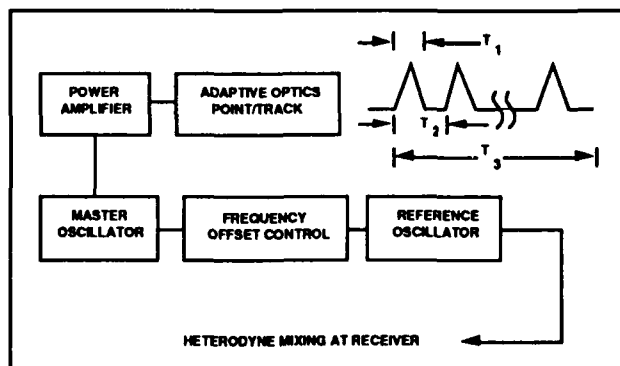 POWER
AMPLIFIER
ADAPTIVE OPTICS
POINT/TRACK
T1
T2
T3
MASTER
OSCILLATOR
FREQUENCY
OFFSET CONTROL
REFERENCE
OSCILLATOR
HETERODYNE MIXING AT RECEIVER